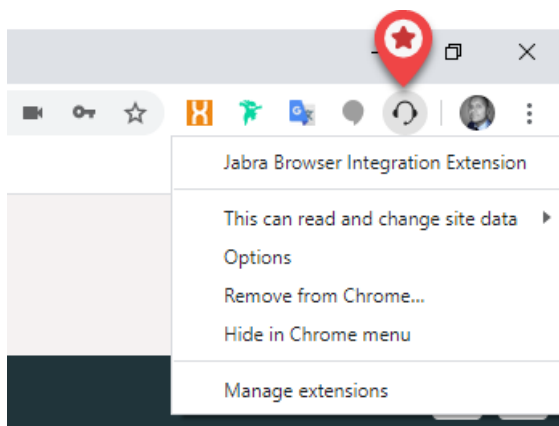 Jabra Browser Integration Extension
This can read and change site data
Options
Remove from Chrome...
Hide in Chrome menu
Manage extensions